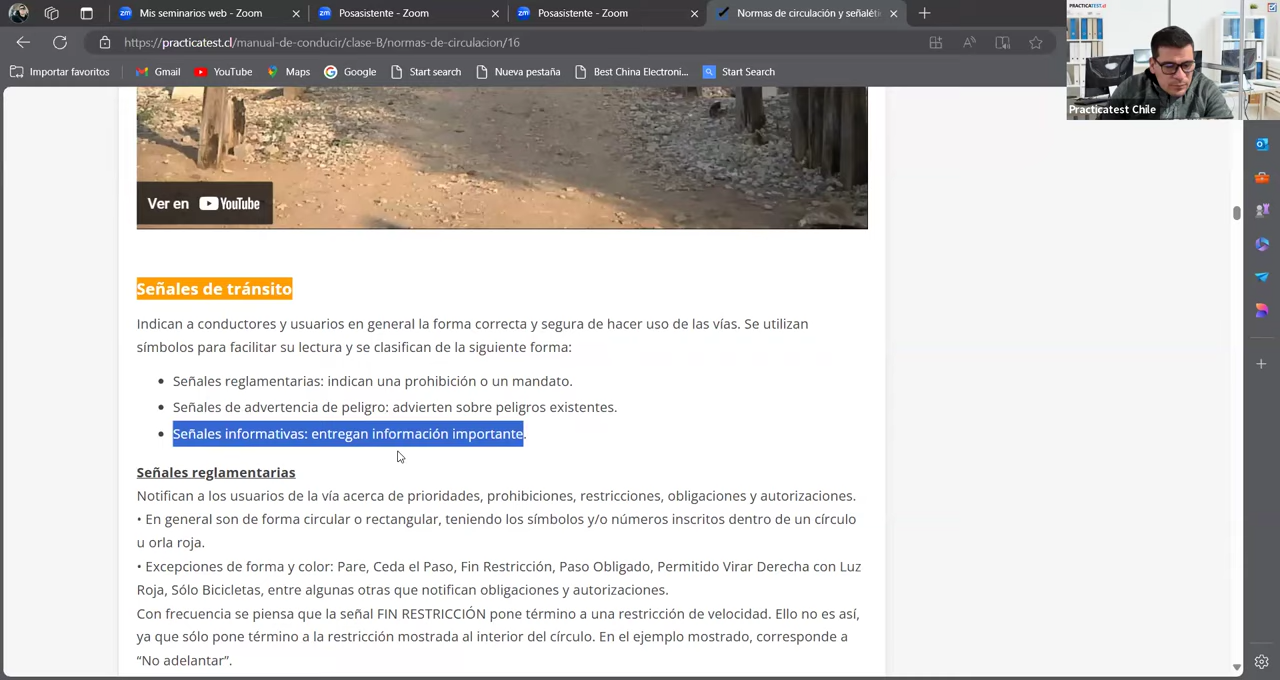 Mis seminarios web - Zoom
Posasistente - Zoom
Posasistente - Zoom
Normas de circulación y señaléti
https://practicatest.cl/manual-de-conducir/clase-B/normas-de-circulacion/16
Importar favoritos
Gmail
YouTube
Maps
Google
Start search
Nueva pestaña
Best China Electroni...
Start Search
PRACTICATEST.cl
Practicatest Chile
Ver en YouTube
Señales de tránsito
Indican a conductores y usuarios en general la forma correcta y segura de hacer uso de las vías. Se utilizan
símbolos para facilitar su lectura y se clasifican de la siguiente forma:
• Señales reglamentarias: indican una prohibición o un mandato.
• Señales de advertencia de peligro: advierten sobre peligros existentes.
• Señales informativas: entregan información importante.
Señales reglamentarias
Notifican a los usuarios de la vía acerca de prioridades, prohibiciones, restricciones, obligaciones y autorizaciones.
• En general son de forma circular o rectangular, teniendo los símbolos y/o números inscritos dentro de un círculo
u orla roja.
• Excepciones de forma y color: Pare, Ceda el Paso, Fin Restricción, Paso Obligado, Permitido Virar Derecha con Luz
Roja, Sólo Bicicletas, entre algunas otras que notifican obligaciones y autorizaciones.
Con frecuencia se piensa que la señal FIN RESTRICCIÓN pone término a una restricción de velocidad. Ello no es así,
ya que sólo pone término a la restricción mostrada al interior del círculo. En el ejemplo mostrado, corresponde a
“No adelantar”.